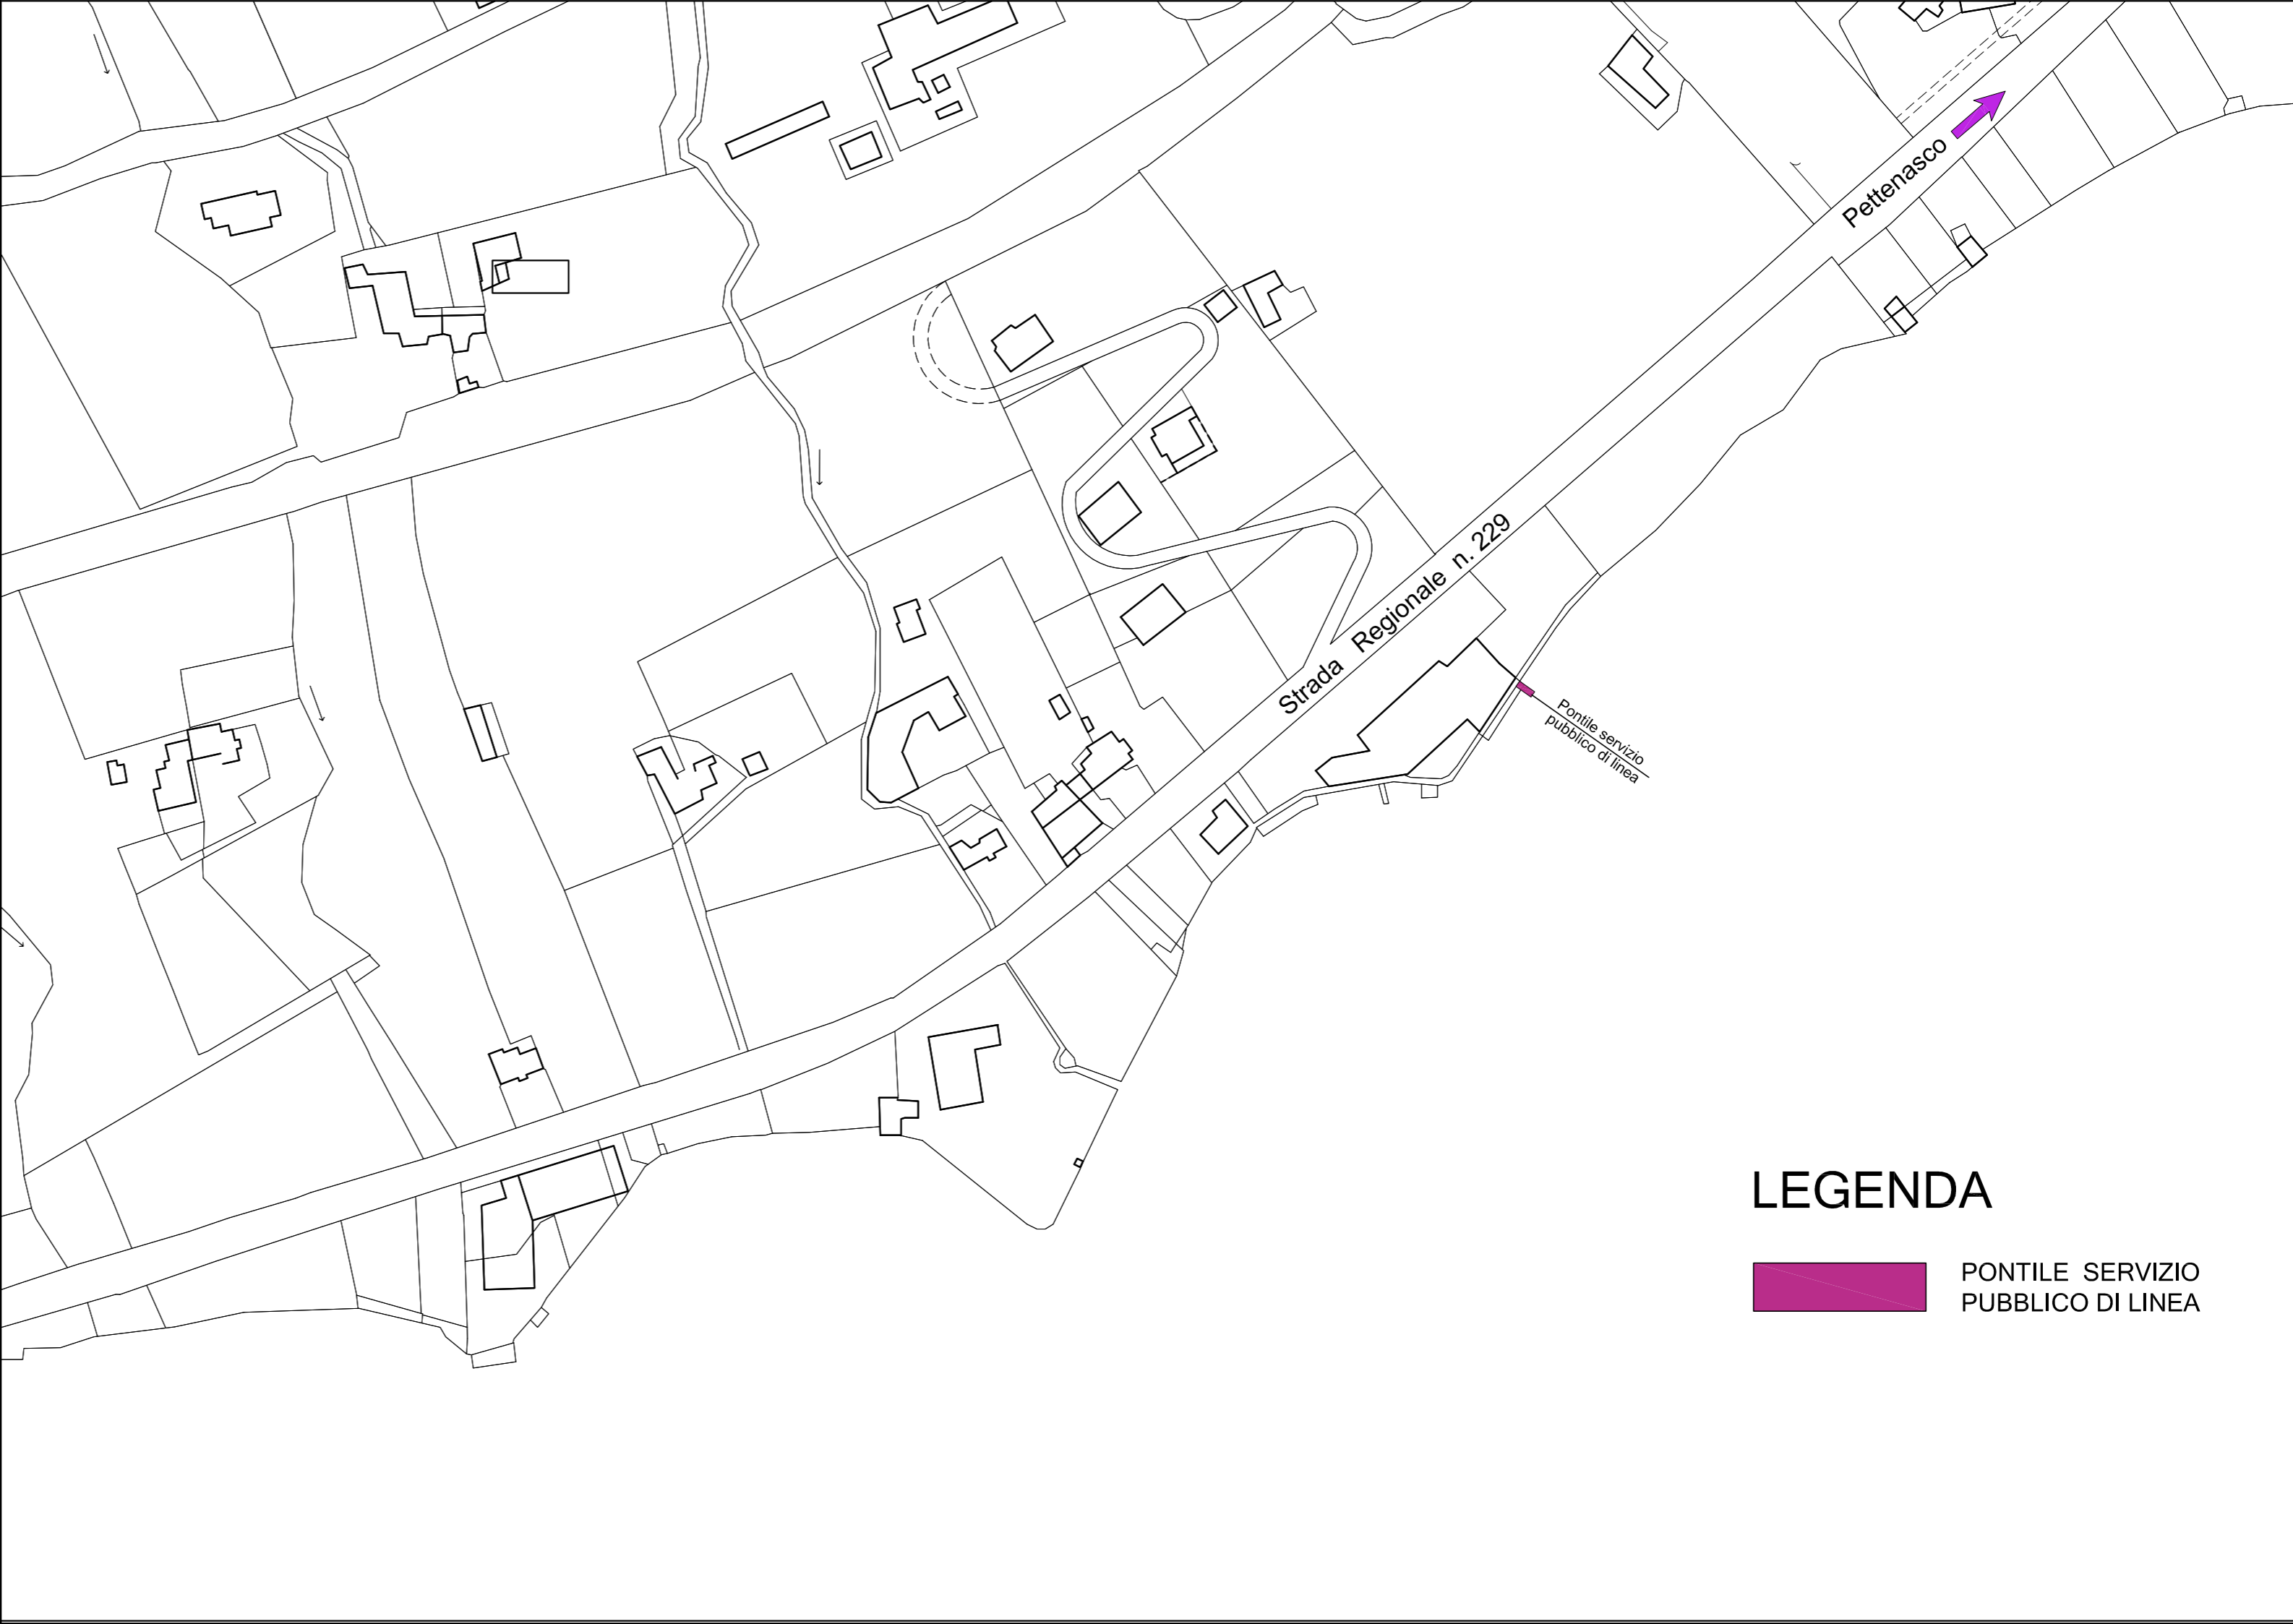 Pettenasco
Strada Regionale n. 229
Pontile servizio
pubblico di linea
LEGENDA
PONTILE SERVIZIO
PUBBLICO DI LINEA